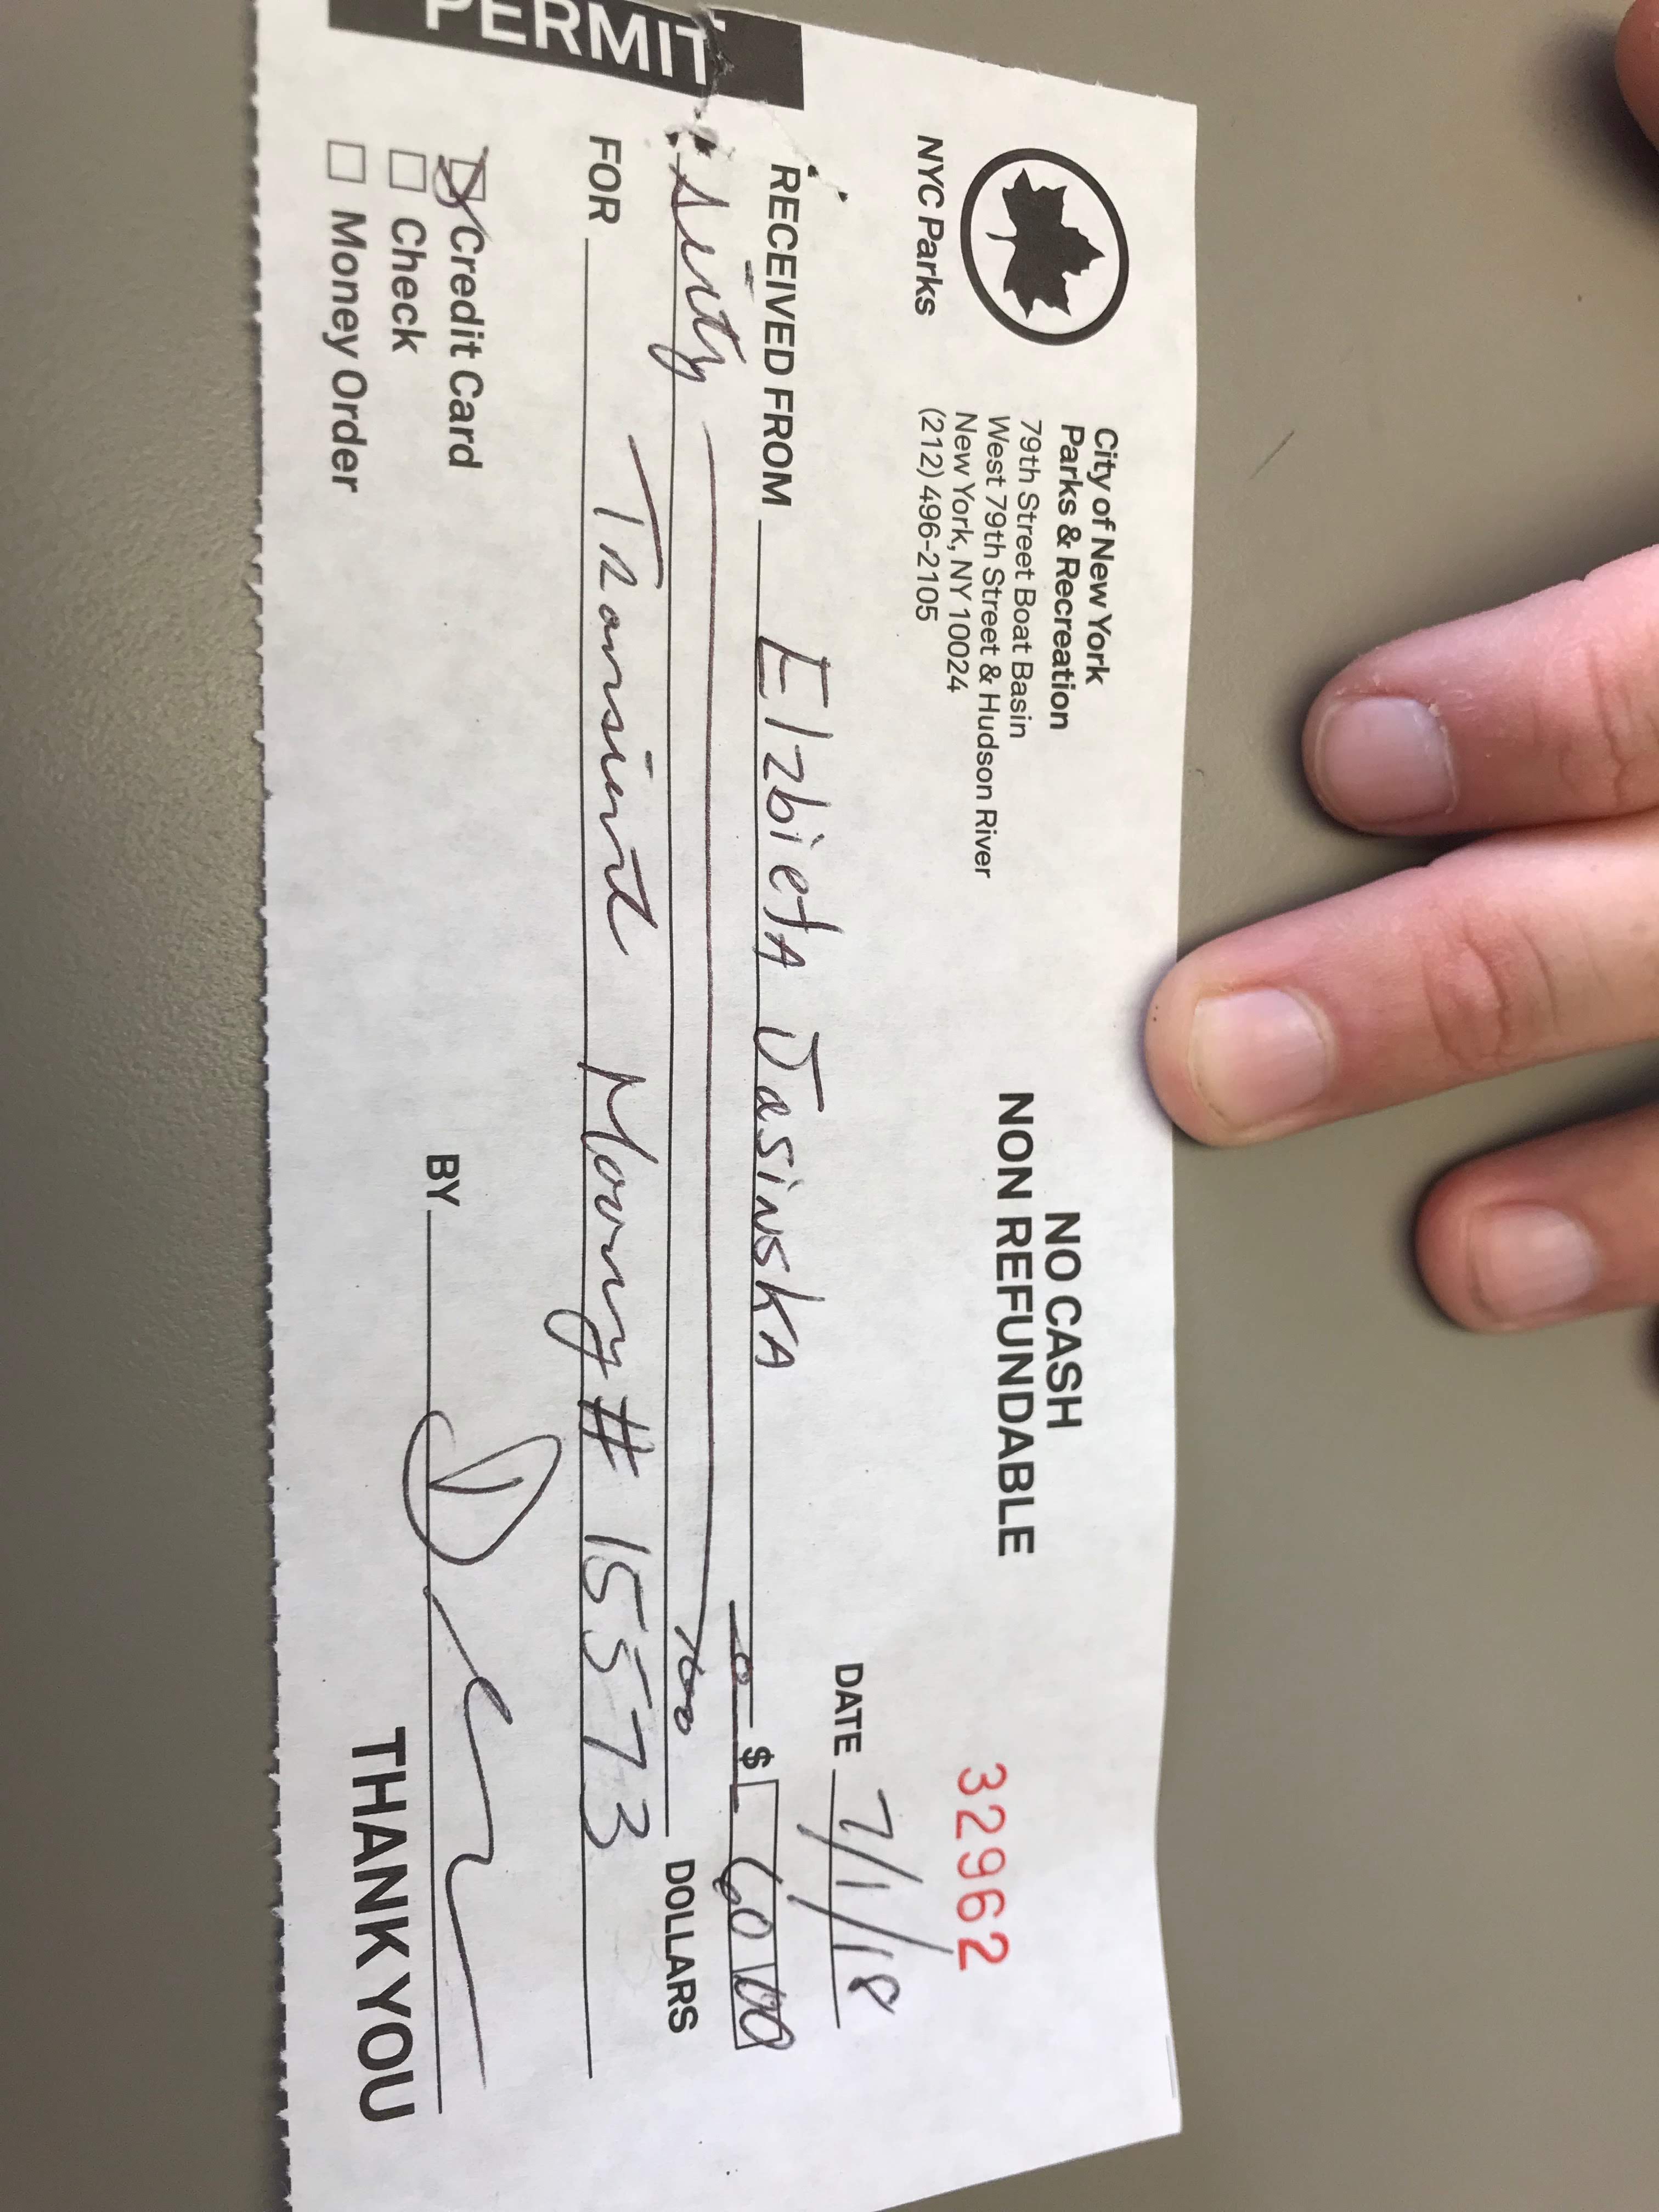 PERMIT
NYC Parks
City of New York
Parks & Recreation
79th Street Boat Basin
West 79th Street & Hudson River
New York, NY 10024
(212) 496-2105
NO CASH
NON REFUNDABLE
32962
DATE 7/1/18
RECEIVED FROM ElzbietA JasinskA $ 60 00
sixty DOLLARS
FOR Transient Mooring # 15573
Credit Card
Check
Money Order
BY
THANK YOU